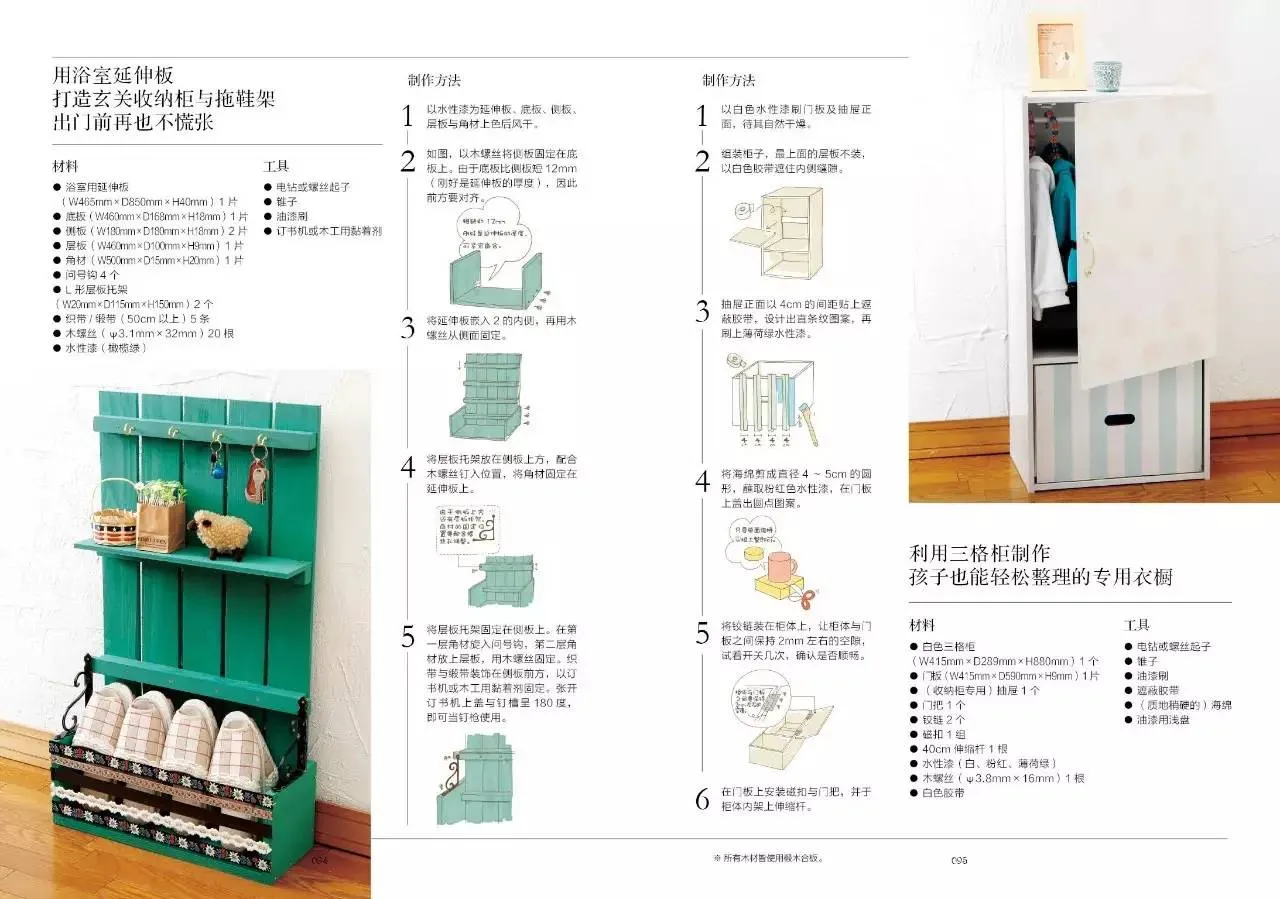 用浴室延伸板
打造玄关收纳柜与拖鞋架
出门前再也不慌张
材料
● 浴室用延伸板
(W465mm×D850mm×H40mm) 1 片
● 底板 (W460mm×D168mm×H18mm) 1 片
● 侧板 (W180mm×D180mm×H18mm) 2 片
● 层板 (W460mm×D100mm×H9mm) 1 片
● 角材 (W500mm×D15mm×H20mm) 1 片
● 问号钩 4 个
● L 形层板托架
(W20mm×D115mm×H150mm) 2 个
● 织带 / 缎带 (50cm 以上) 5 条
● 木螺丝 (ψ3.1mm×32mm) 20 根
● 水性漆 (橄榄绿)
工具
● 电钻或螺丝起子
● 锥子
● 油漆刷
● 订书机或木工用黏着剂
制作方法
1
以水性漆为延伸板、底板、侧板、
层板与角材上色后风干。
2
如图，以木螺丝将侧板固定在底
板上。由于底板比侧板短 12mm
(刚好是延伸板的厚度)，因此
前方要对齐。
3
将延伸板嵌入 2 的内侧，再用木
螺丝从侧面固定。
4
将层板托架放在侧板上方，配合
木螺丝钉入位置，将角材固定在
延伸板上。
5
将层板托架固定在侧板上。在第
一层角材旋入问号钩，第二层角
材放上层板，用木螺丝固定。织
带与缎带装饰在侧板前方，以订
书机或木工用黏着剂固定。张开
订书机上盖与钉槽呈 180 度，
即可当钉枪使用。
094
制作方法
1
以白色水性漆刷门板及抽屉正
面，待其自然干燥。
2
组装柜子，最上面的层板不装，
以白色胶带遮住内侧缝隙。
3
抽屉正面以 4cm 的间距贴上遮
蔽胶带，设计出直条纹图案，再
刷上薄荷绿水性漆。
4
将海绵剪成直径 4 ~ 5cm 的圆
形，蘸取粉红色水性漆，在门板
上盖出圆点图案。
5
将铰链装在柜体上，让柜体与门
板之间保持 2mm 左右的空隙，
试着开关几次，确认是否顺畅。
6
在门板上安装磁扣与门把，并于
柜体内架上伸缩杆。
利用三格柜制作
孩子也能轻松整理的专用衣橱
材料
● 白色三格柜
(W415mm×D289mm×H880mm) 1 个
● 门板 (W415mm×D590mm×H9mm) 1 片
● (收纳柜专用) 抽屉 1 个
● 门把 1 个
● 铰链 2 个
● 磁扣 1 组
● 40cm 伸缩杆 1 根
● 水性漆 (白、粉红、薄荷绿)
● 木螺丝 (ψ3.8mm×16mm) 1 根
● 白色胶带
工具
● 电钻或螺丝起子
● 锥子
● 油漆刷
● 遮蔽胶带
● (质地稍硬的) 海绵
● 油漆用浅盘
※ 所有木材皆使用椴木合板。
095